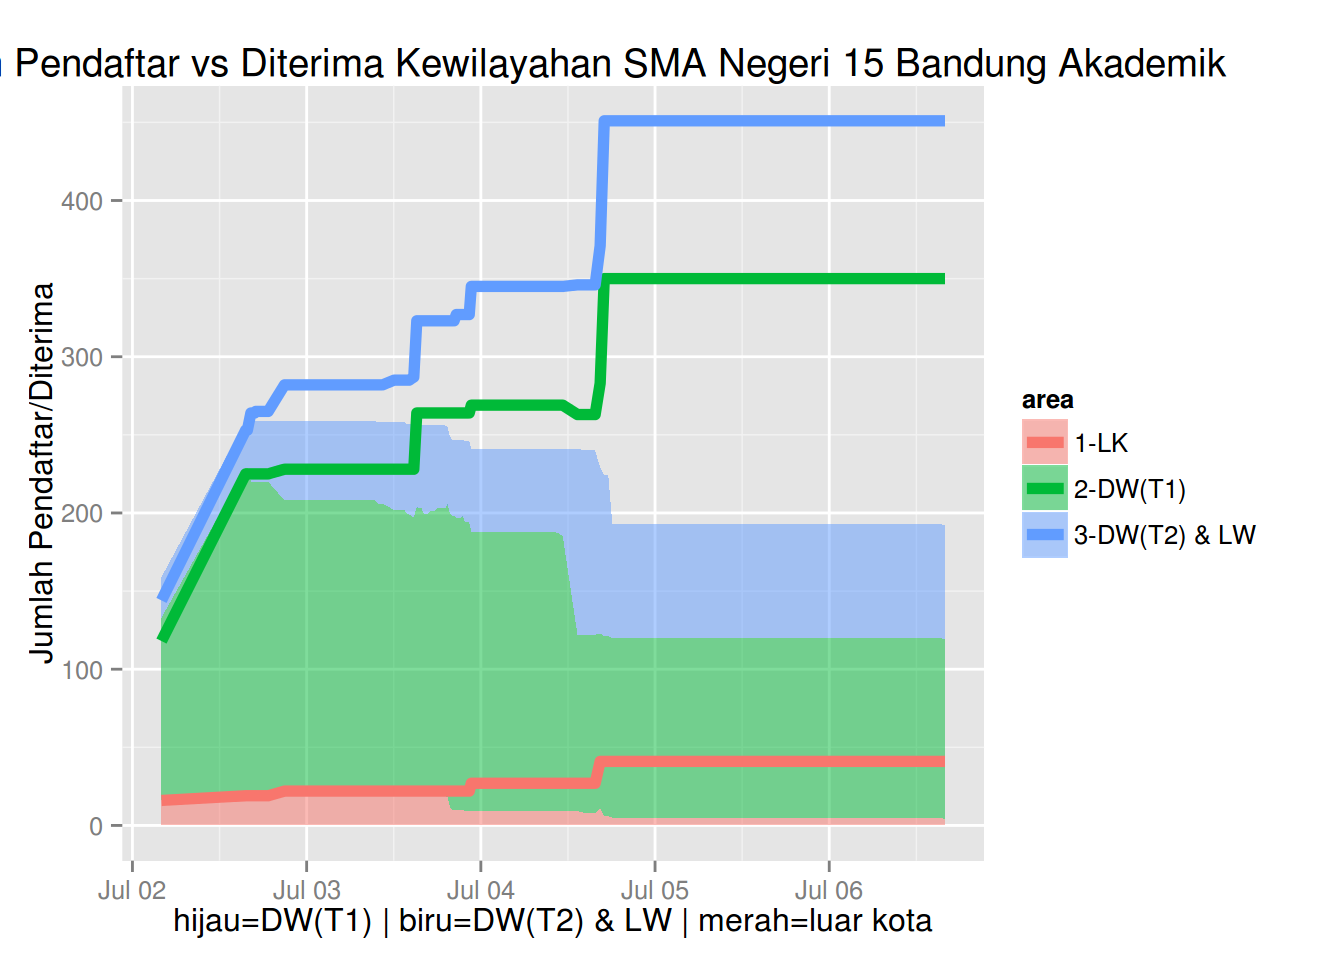 Pendaftar vs Diterima Kewilayahan SMA Negeri 15 Bandung Akademik
Jumlah Pendaftar/Diterima
400
300
200
100
0
Jul 02
Jul 03
Jul 04
Jul 05
Jul 06
hijau=DW(T1) | biru=DW(T2) & LW | merah=luar kota
area
1-LK
2-DW(T1)
3-DW(T2) & LW